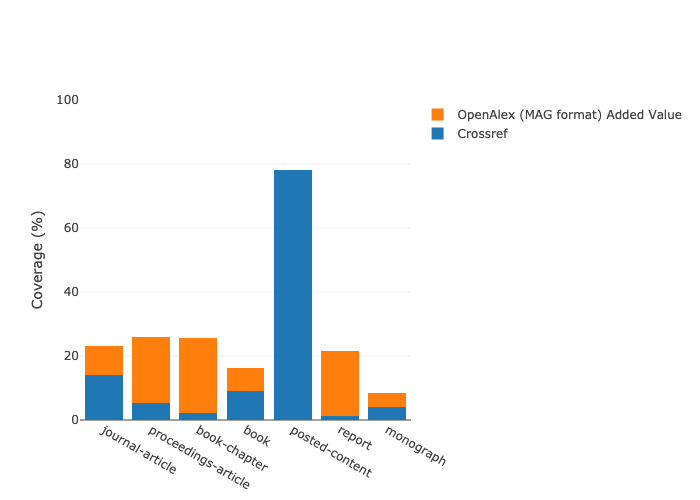 100
80
60
40
20
0
Coverage (%)
journal-article
proceedings-article
book-chapter
book
posted-content
report
monograph
OpenAlex (MAG format) Added Value
Crossref